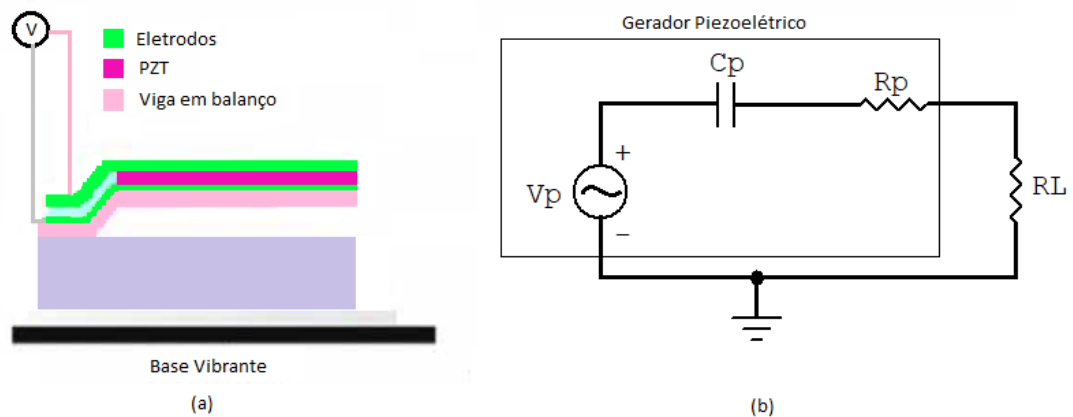 V
Eletrodos
PZT
Viga em balanço
Base Vibrante
(a)
Gerador Piezoelétrico
Cp
Rp
+
Vp
−
RL
(b)